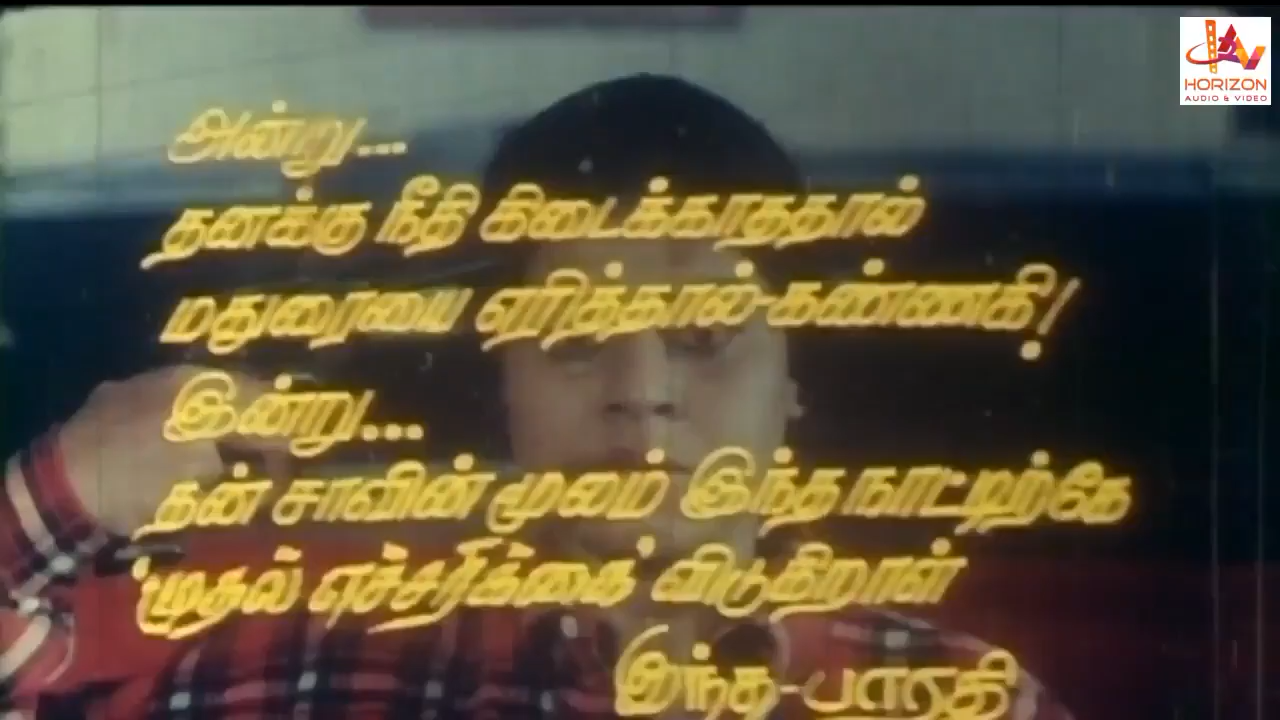 HORIZON
AUDIO & VIDEO
அன்று...
தனக்கு நீதி கிடைக்காததால்
மதுரையை எரித்தாள்-கண்ணகி!
இன்று...
தன் சாவின் மூலம் இந்த நாட்டிற்கே
'முதல் எச்சரிக்கை' விடுகிறாள்
இந்த-பாரதி